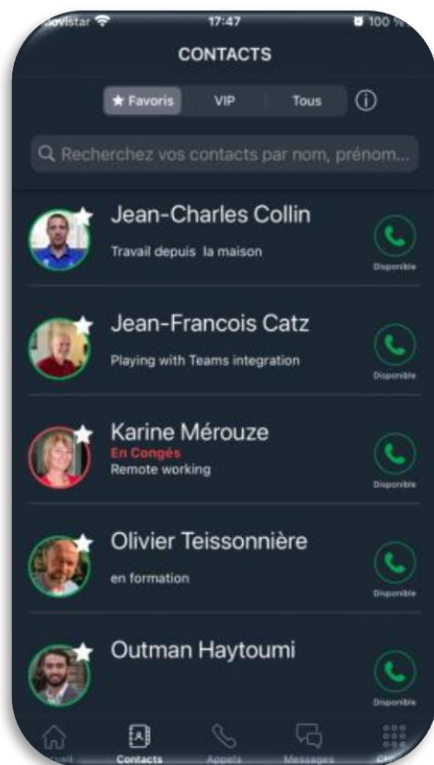 17:47
100 %
CONTACTS
★ Favoris VIP Tous
Recherchez vos contacts par nom, prénom...
Jean-Charles Collin
Travail depuis la maison
Disponible
Jean-Francois Catz
Playing with Teams integration
Disponible
Karine Mérouze
En Congés
Remote working
Disponible
Olivier Teissonnière
en formation
Disponible
Outman Haytoumi
Disponible
Contacts Appels Messages